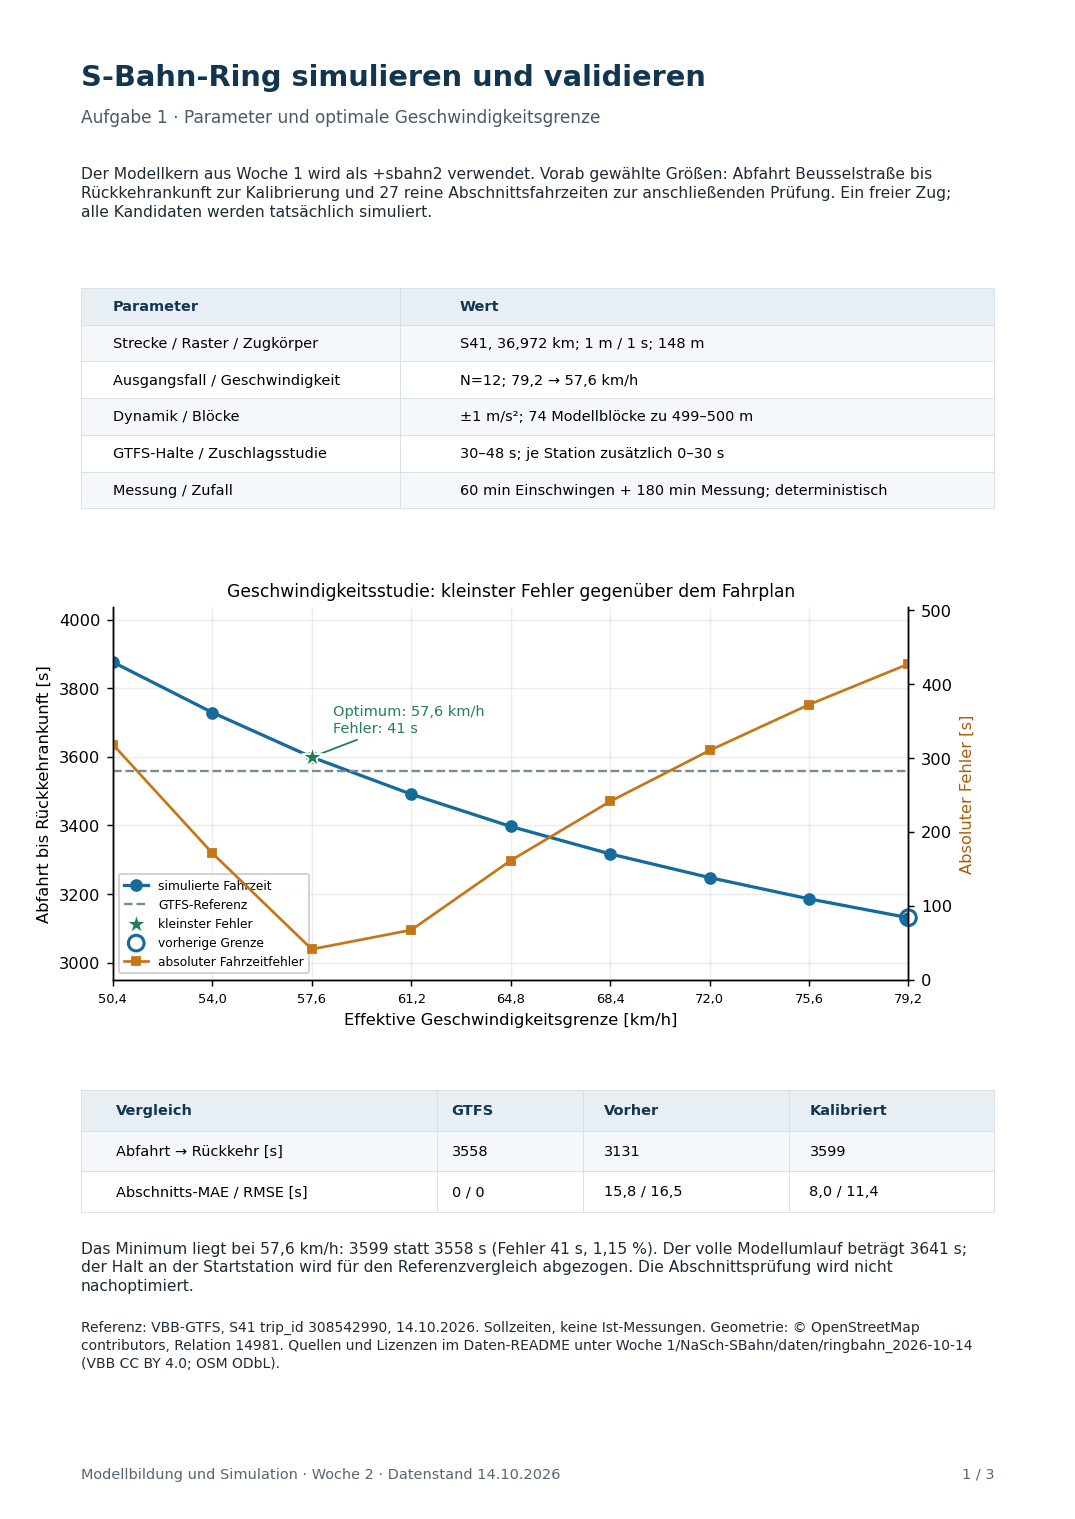 S-Bahn-Ring simulieren und validieren
Aufgabe 1 · Parameter und optimale Geschwindigkeitsgrenze
Der Modellkern aus Woche 1 wird als +sbahn2 verwendet. Vorab gewählte Größen: Abfahrt Beusselstraße bis
Rückkehrankunft zur Kalibrierung und 27 reine Abschnittsfahrzeiten zur anschließenden Prüfung. Ein freier Zug;
alle Kandidaten werden tatsächlich simuliert.
Parameter Wert
Strecke / Raster / Zugkörper S41, 36,972 km; 1 m / 1 s; 148 m
Ausgangsfall / Geschwindigkeit N=12; 79,2 → 57,6 km/h
Dynamik / Blöcke ±1 m/s²; 74 Modellblöcke zu 499–500 m
GTFS-Halte / Zuschlagsstudie 30–48 s; je Station zusätzlich 0–30 s
Messung / Zufall 60 min Einschwingen + 180 min Messung; deterministisch
Geschwindigkeitsstudie: kleinster Fehler gegenüber dem Fahrplan
Abfahrt bis Rückkehrankunft [s]
4000
3800
3600
3400
3200
3000
Optimum: 57,6 km/h
Fehler: 41 s
simulierte Fahrzeit
GTFS-Referenz
kleinster Fehler
vorherige Grenze
absoluter Fahrzeitfehler
500
400
300
200
100
0
Absoluter Fehler [s]
50,4 54,0 57,6 61,2 64,8 68,4 72,0 75,6 79,2
Effektive Geschwindigkeitsgrenze [km/h]
Vergleich GTFS Vorher Kalibriert
Abfahrt → Rückkehr [s] 3558 3131 3599
Abschnitts-MAE / RMSE [s] 0 / 0 15,8 / 16,5 8,0 / 11,4
Das Minimum liegt bei 57,6 km/h: 3599 statt 3558 s (Fehler 41 s, 1,15 %). Der volle Modellumlauf beträgt 3641 s;
der Halt an der Startstation wird für den Referenzvergleich abgezogen. Die Abschnittsprüfung wird nicht
nachoptimiert.
Referenz: VBB-GTFS, S41 trip_id 308542990, 14.10.2026. Sollzeiten, keine Ist-Messungen. Geometrie: © OpenStreetMap
contributors, Relation 14981. Quellen und Lizenzen im Daten-README unter Woche 1/NaSch-SBahn/daten/ringbahn_2026-10-14
(VBB CC BY 4.0; OSM ODbL).
Modellbildung und Simulation · Woche 2 · Datenstand 14.10.2026 1 / 3